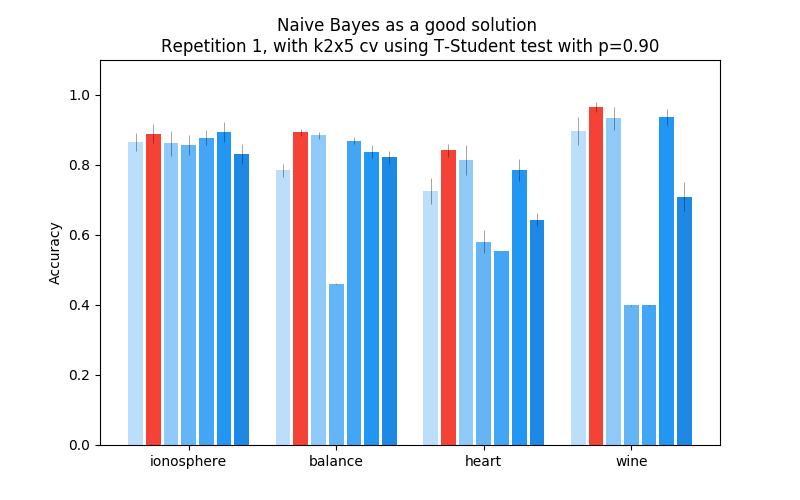 Naive Bayes as a good solution
Repetition 1, with k2x5 cv using T-Student test with p=0.90
1.0
0.8
0.6
0.4
0.2
0.0
Accuracy
ionosphere
balance
heart
wine